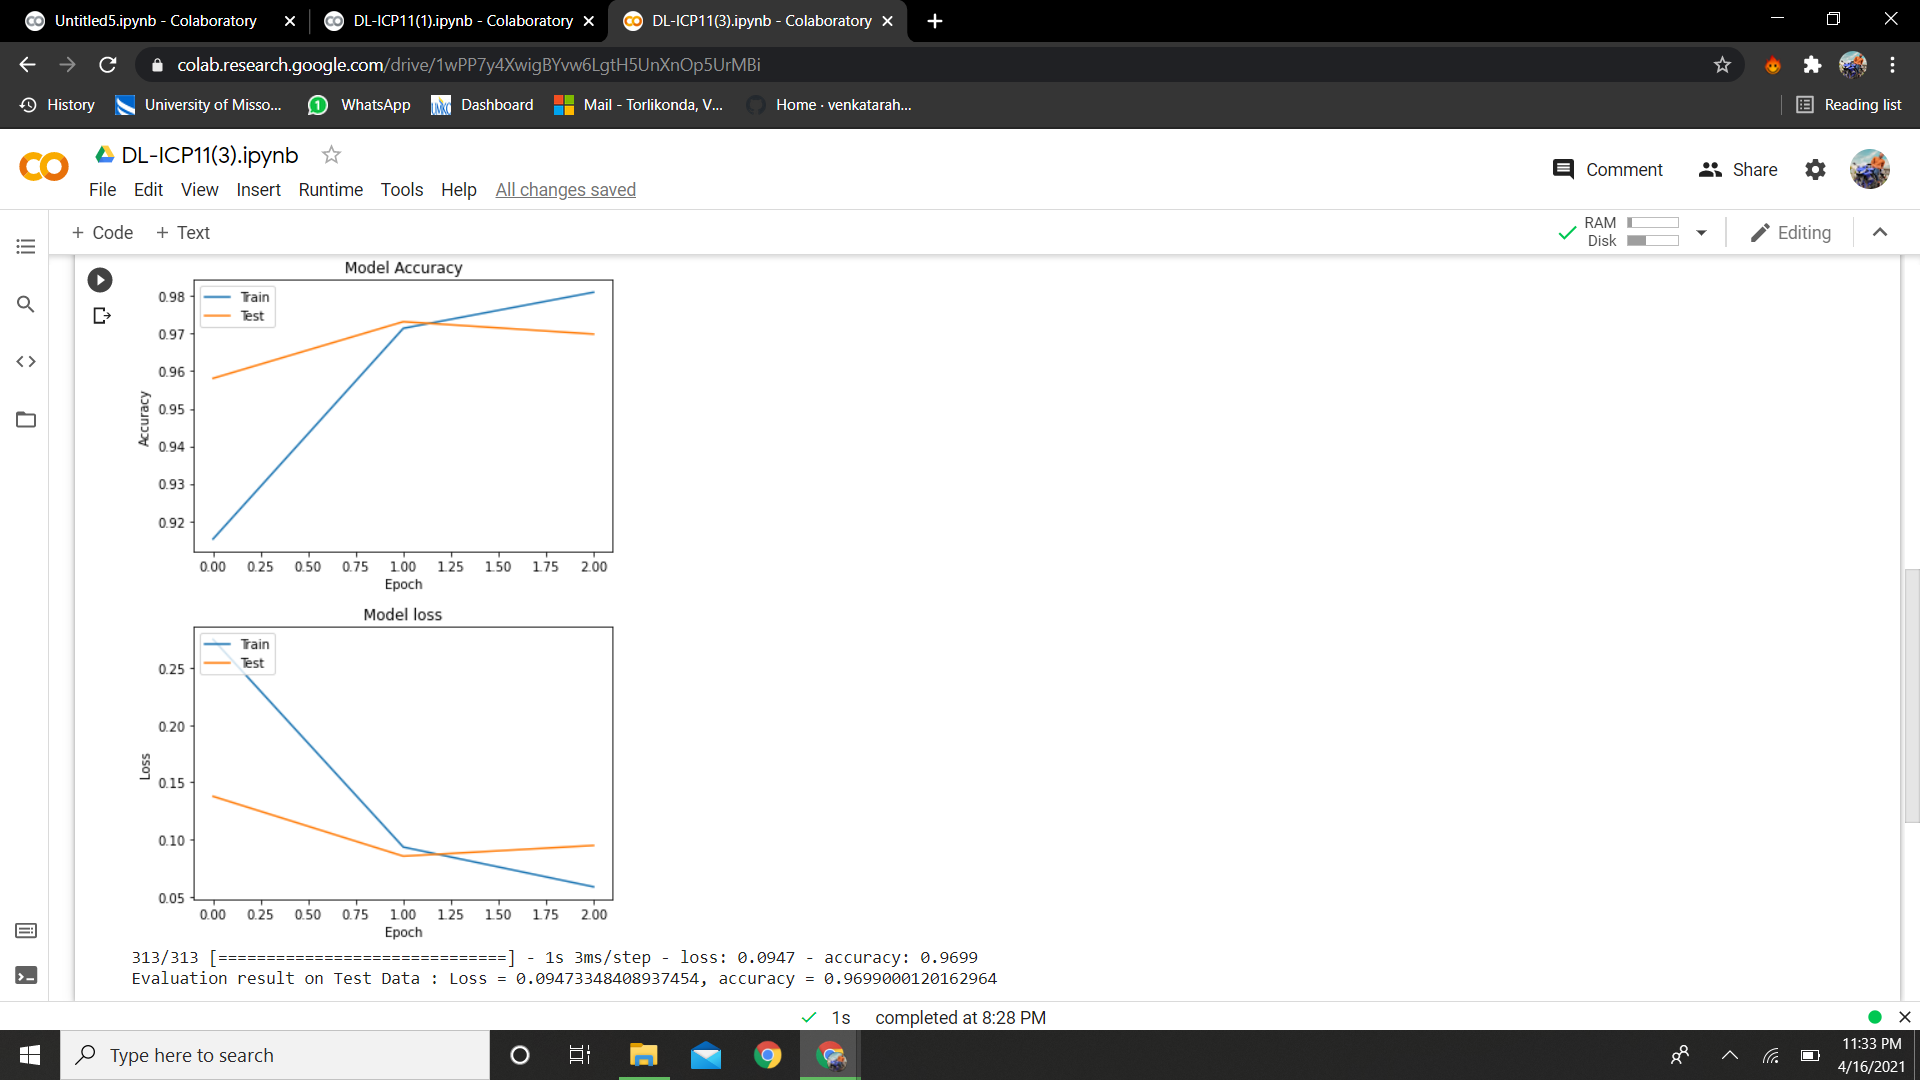 Untitled5.ipynb - Colaboratory
DL-ICP11(1).ipynb - Colaboratory
DL-ICP11(3).ipynb - Colaboratory
colab.research.google.com/drive/1wPP7y4XwigBYvw6LgtH5UnXnOp5UrMBi
History
University of Misso...
1
WhatsApp
Dashboard
Mail - Torlikonda, V...
Home · venkatarah...
Reading list
DL-ICP11(3).ipynb
Comment
Share
File Edit View Insert Runtime Tools Help All changes saved
+ Code + Text
RAM
Disk
Editing
Model Accuracy
Train
Test
0.98
0.97
0.96
0.95
0.94
0.93
0.92
Accuracy
0.00 0.25 0.50 0.75 1.00 1.25 1.50 1.75 2.00
Epoch
Model loss
Train
Test
0.25
0.20
0.15
0.10
0.05
Loss
0.00 0.25 0.50 0.75 1.00 1.25 1.50 1.75 2.00
Epoch
313/313 [==============================] - 1s 3ms/step - loss: 0.0947 - accuracy: 0.9699
Evaluation result on Test Data : Loss = 0.09473348408937454, accuracy = 0.9699000120162964
1s completed at 8:28 PM
Type here to search
11:33 PM
4/16/2021